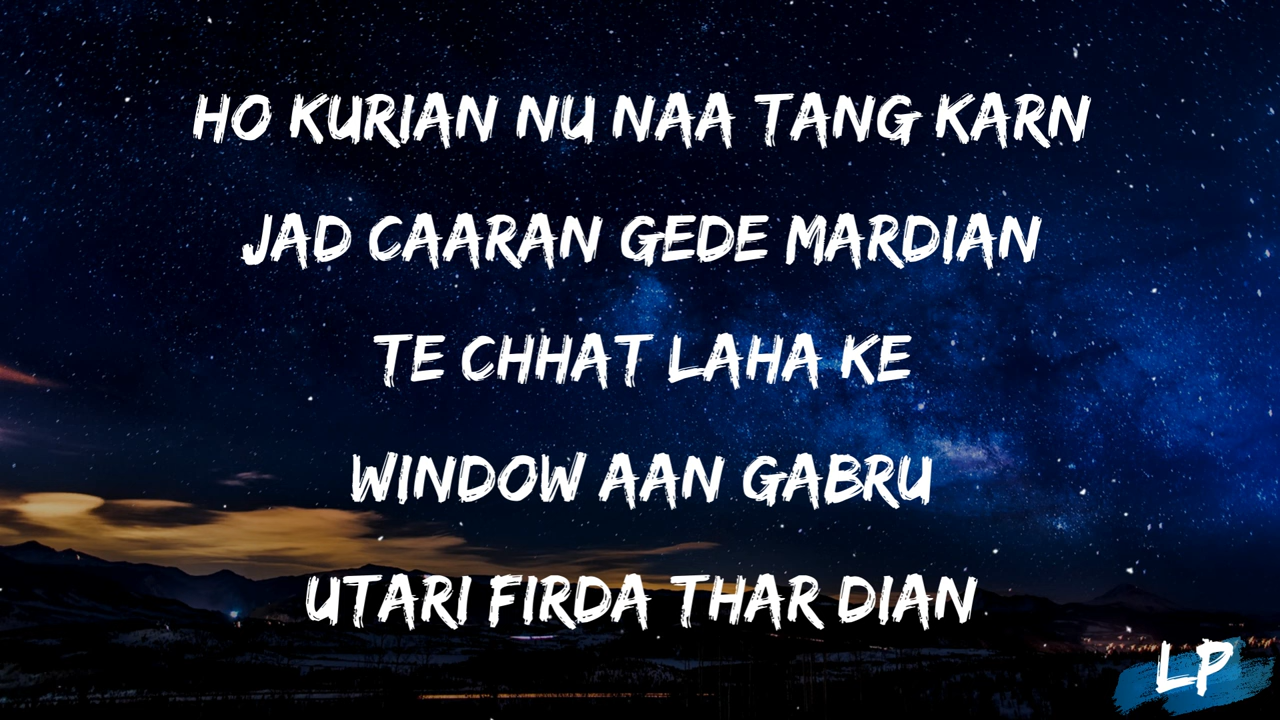 HO KURIAN NU NAA TANG KARN
JAD CAARAN GEDE MARDIAN
TE CHHAT LAHA KE
WINDOW AAN GABRU
UTARI FIRDA THAR DIAN
LP